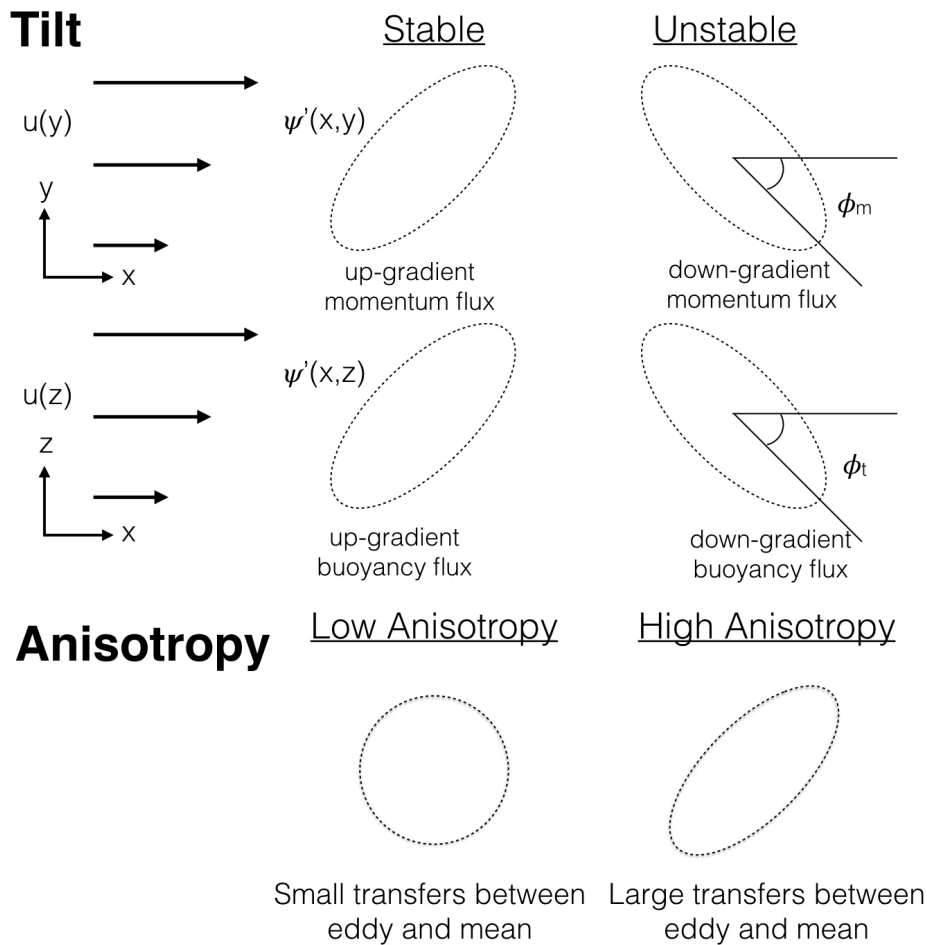 Tilt
Stable
Unstable
u(y)
ψ'(x,y)
y
x
ϕm
up-gradient
momentum flux
down-gradient
momentum flux
u(z)
ψ'(x,z)
z
x
ϕt
up-gradient
buoyancy flux
down-gradient
buoyancy flux
Anisotropy
Low Anisotropy
High Anisotropy
Small transfers between
eddy and mean
Large transfers between
eddy and mean